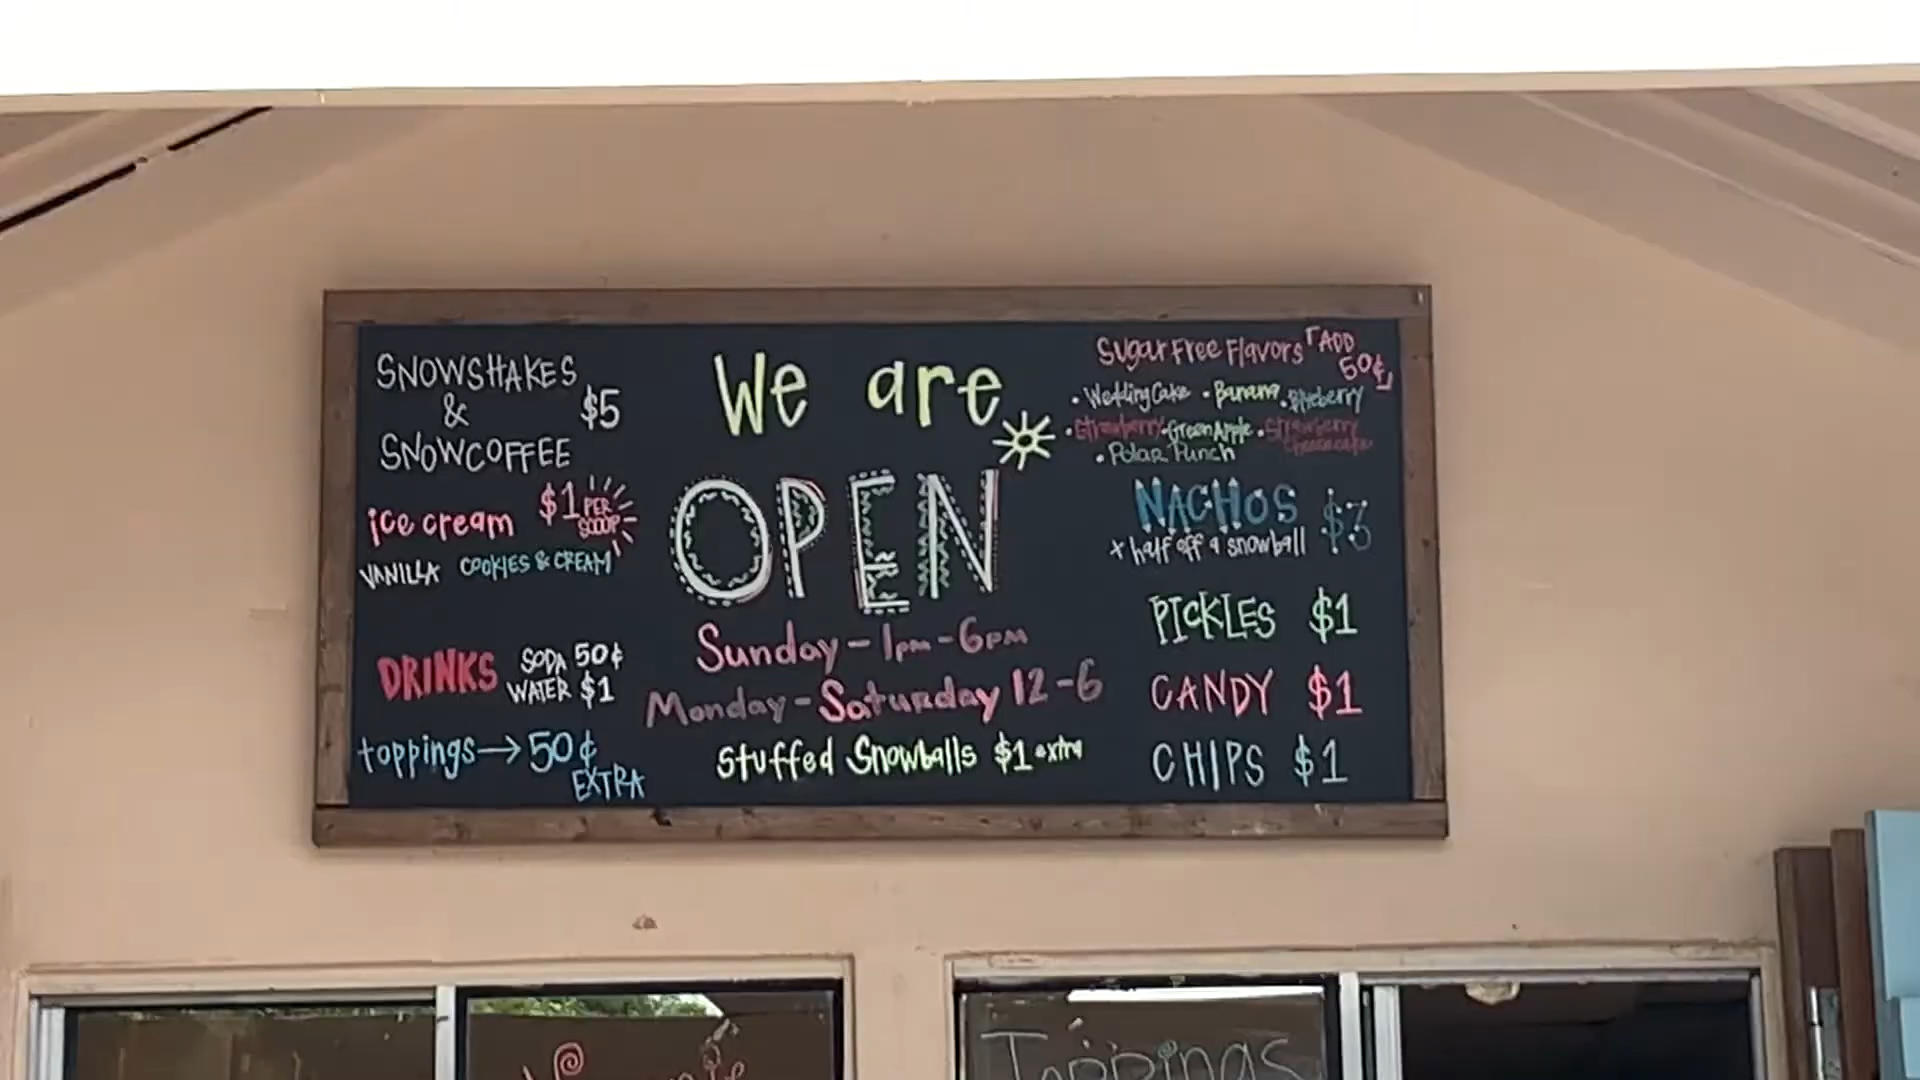 SNOWSHAKES
&
SNOWCOFFEE
$5
ice cream $1 PER SCOOP
VANILLA COOKIES & CREAM
DRINKS
SODA 50¢
WATER $1
toppings → 50¢
EXTRA
We are
OPEN
Sunday - 1pm - 6pm
Monday - Saturday 12-6
Stuffed Snowballs $1 extra
Sugar Free Flavors「ADD 50¢」
• Wedding Cake • Banana • Blueberry
• Strawberry • Green Apple • Strawberry Cheesecake
• Polar Punch
NACHOS $3
+ half off a snowball
PICKLES $1
CANDY $1
CHIPS $1
Toppings